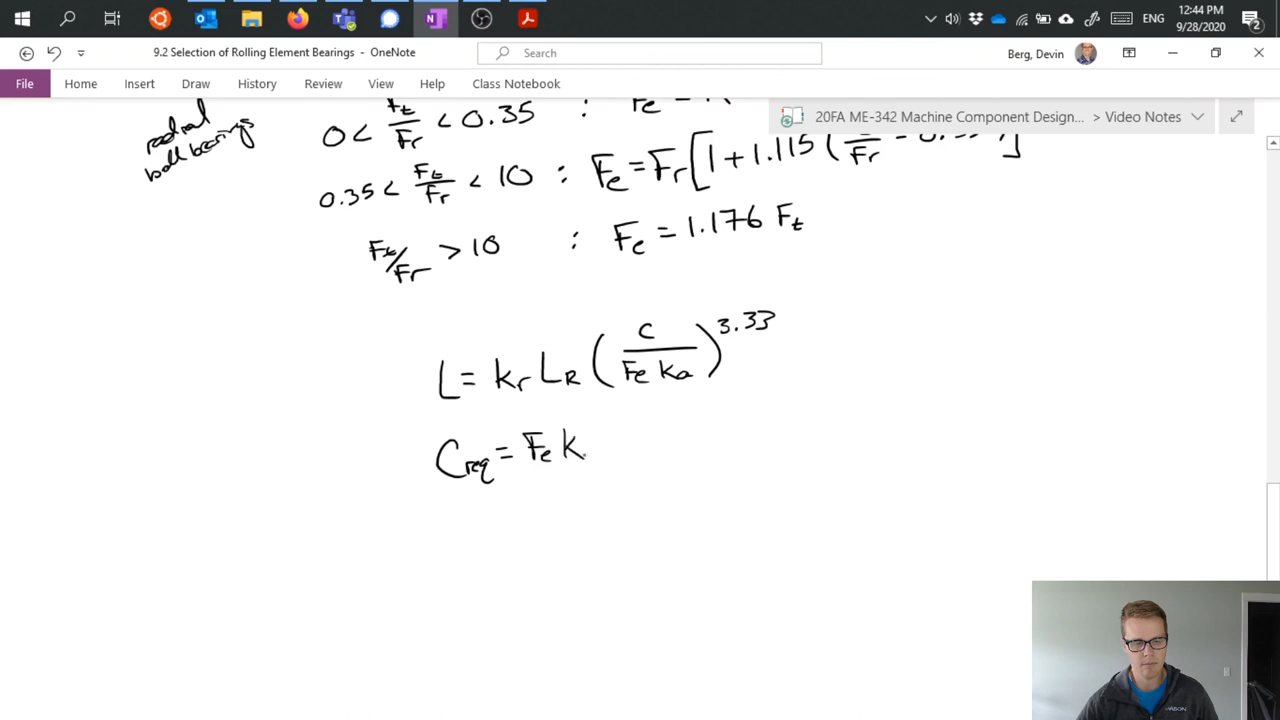 12:44 PM
ENG
9/28/2020
2
9.2 Selection of Rolling Element Bearings - OneNote
Search
Berg, Devin
File
Home
Insert
Draw
History
Review
View
Help
Class Notebook
20FA ME-342 Machine Component Design... > Video Notes
radial
ball bearings
0 < Ft/Fr < 0.35 : Fe =
0.35 < Ft/Fr < 10 : Fe = Fr [1 + 1.115 (
Ft/Fr > 10 : Fe = 1.176 Ft
L = kr LR (C / Fe ka)^3.33
Creq = Fe k